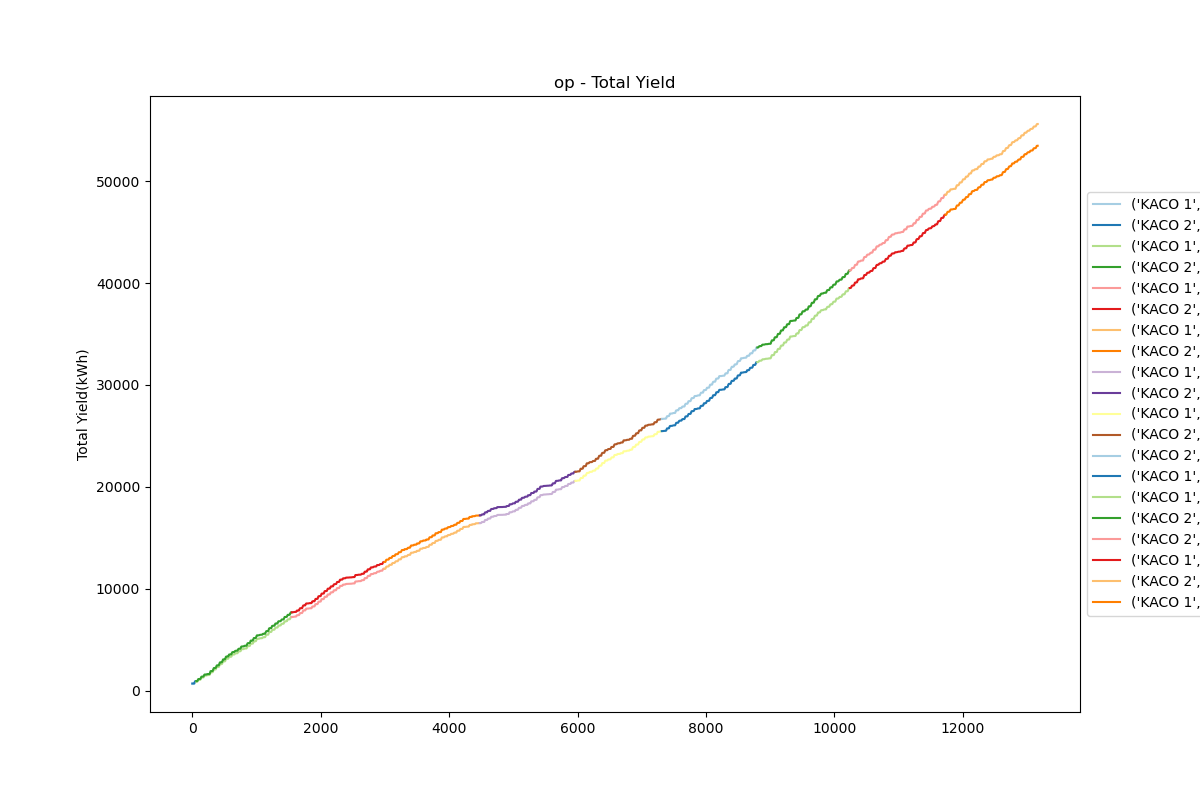 op - Total Yield
Total Yield(kWh)
50000
40000
30000
20000
10000
0
0 2000 4000 6000 8000 10000 12000
('KACO 1',
('KACO 2',
('KACO 1',
('KACO 2',
('KACO 1',
('KACO 2',
('KACO 1',
('KACO 2',
('KACO 1',
('KACO 2',
('KACO 1',
('KACO 2',
('KACO 2',
('KACO 1',
('KACO 1',
('KACO 2',
('KACO 2',
('KACO 1',
('KACO 2',
('KACO 1',